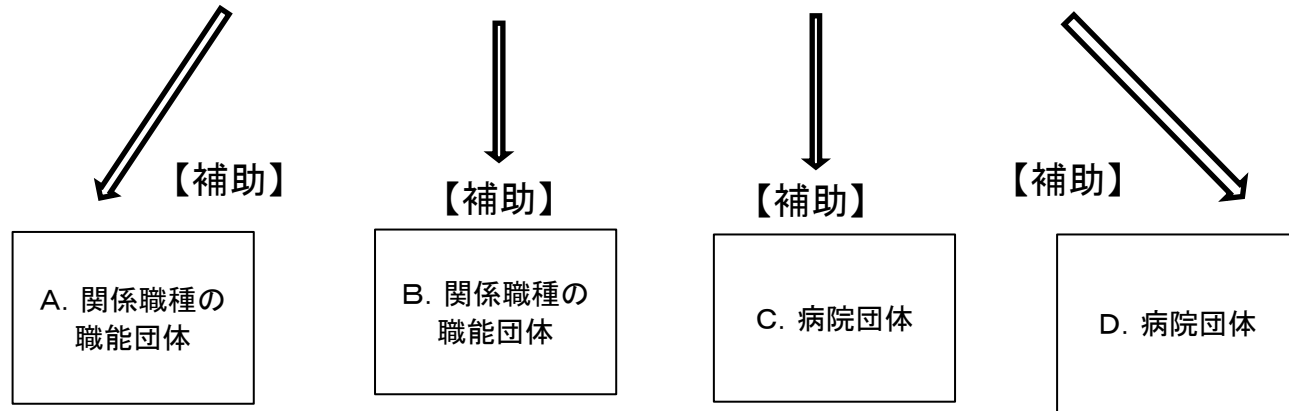 【補助】
【補助】
【補助】
【補助】
A. 関係職種の
職能団体
B. 関係職種の
職能団体
C. 病院団体
D. 病院団体